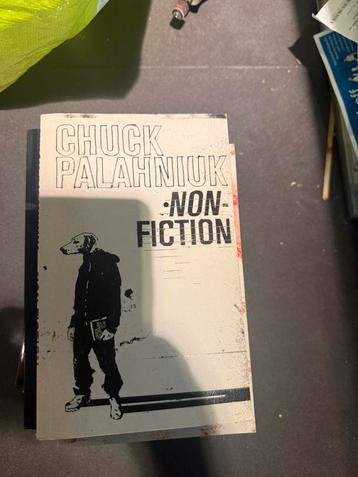 CHUCK
PALAHNIUK
·NON-
FICTION